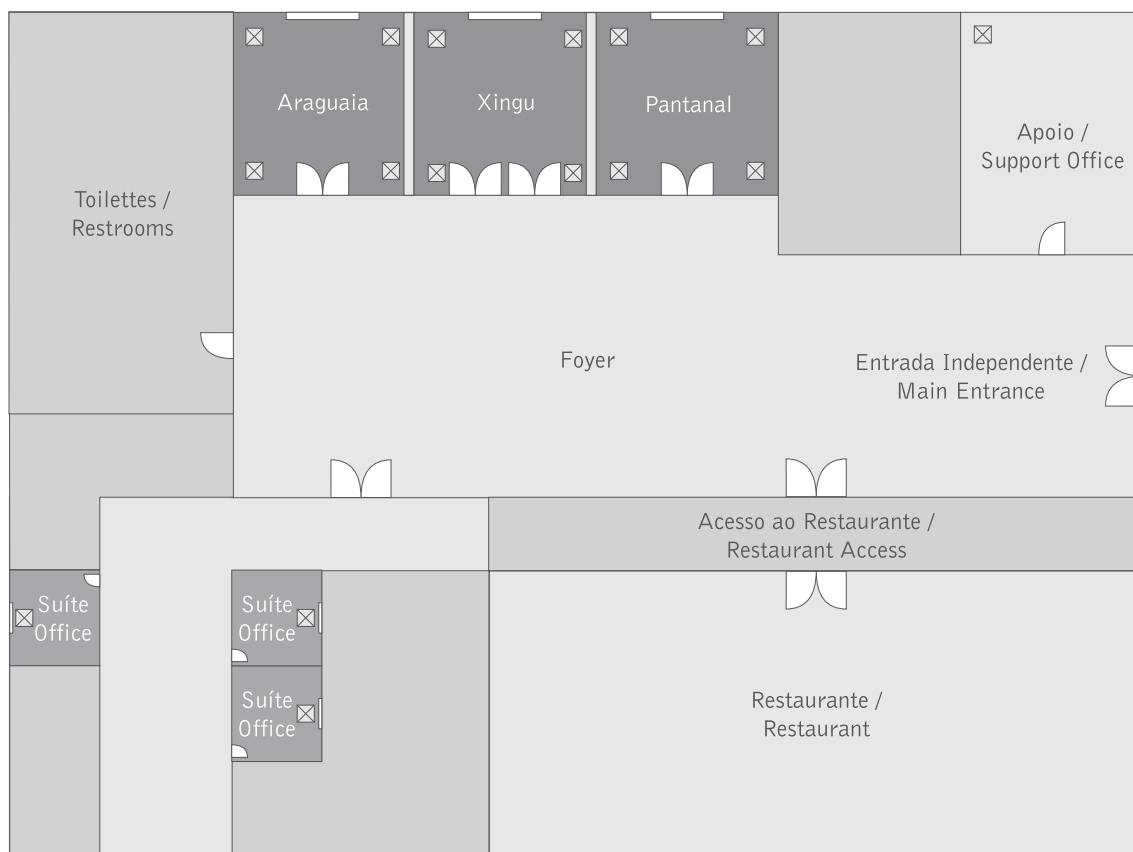 Araguaia
Xingu
Pantanal
Apoio /
Support Office
Toilettes /
Restrooms
Foyer
Entrada Independente /
Main Entrance
Acesso ao Restaurante /
Restaurant Access
Suíte
Office
Suíte
Office
Suíte
Office
Restaurante /
Restaurant